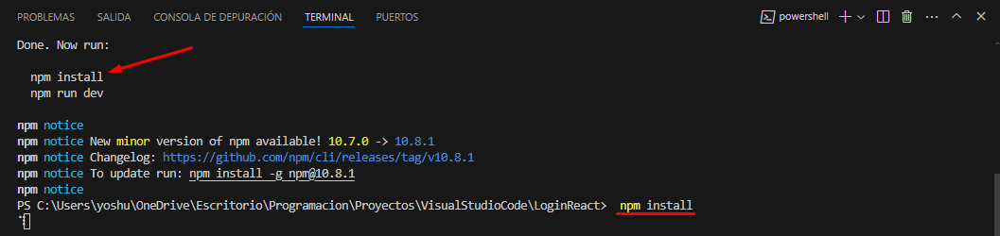 PROBLEMAS SALIDA CONSOLA DE DEPURACIÓN TERMINAL PUERTOS powershell
Done. Now run:
npm install
npm run dev
npm notice
npm notice New minor version of npm available! 10.7.0 -> 10.8.1
npm notice Changelog: https://github.com/npm/cli/releases/tag/v10.8.1
npm notice To update run: npm install -g npm@10.8.1
npm notice
PS C:\Users\yoshu\OneDrive\Escritorio\Programacion\Proyectos\VisualStudioCode\LoginReact> npm install